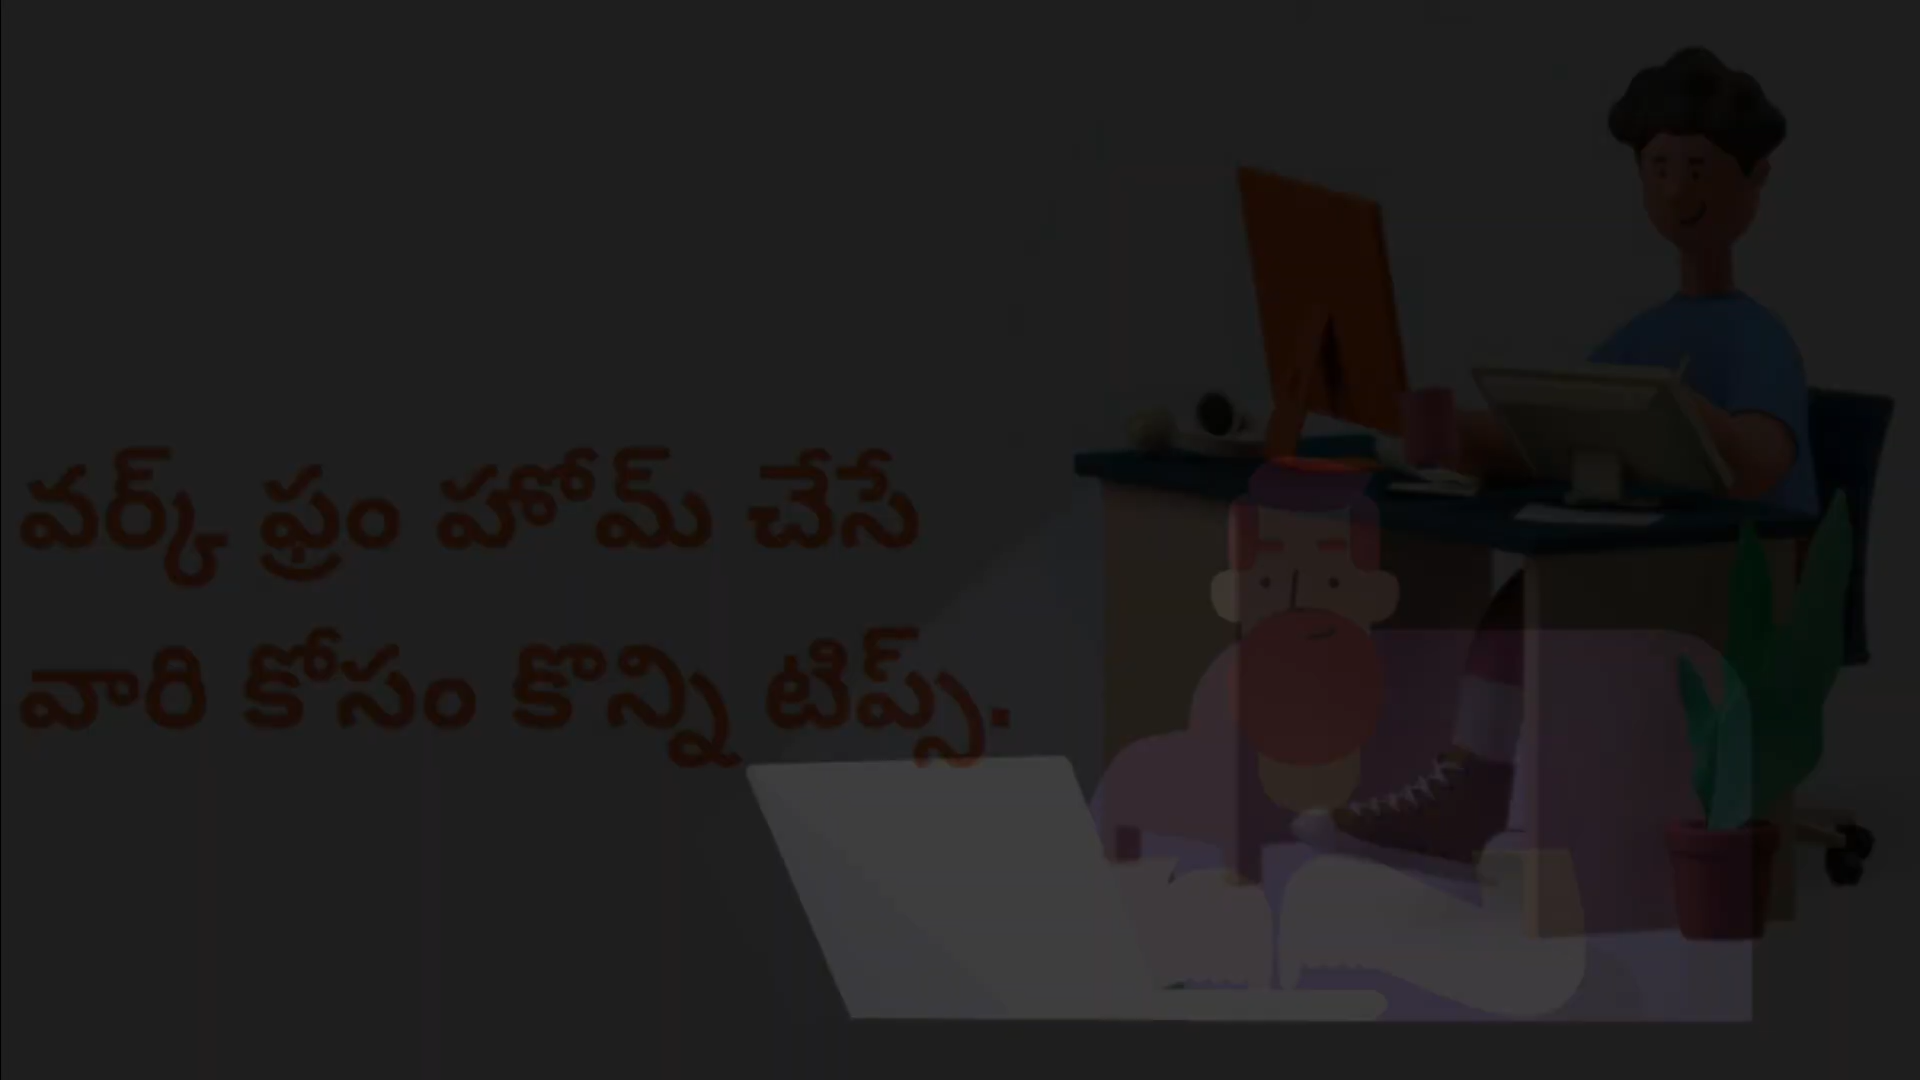 వర్క్ ఫ్రం హోమ్ చేసే
వారి కోసం కొన్ని టిప్స్.